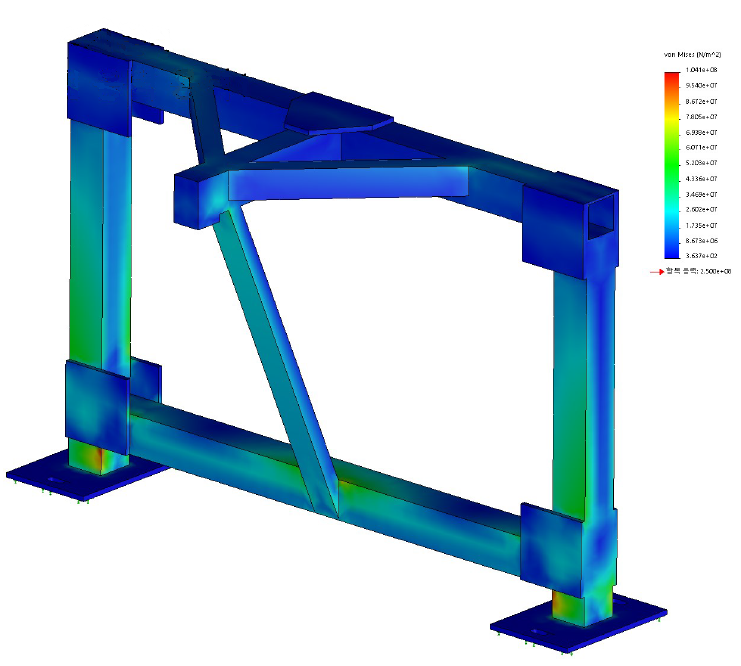 von Mises (N/m^2)
1.041e+08
9.540e+07
8.672e+07
7.805e+07
6.938e+07
6.071e+07
5.203e+07
4.336e+07
3.469e+07
2.602e+07
1.735e+07
8.673e+06
3.637e+02
항복 응력: 2.500e+08